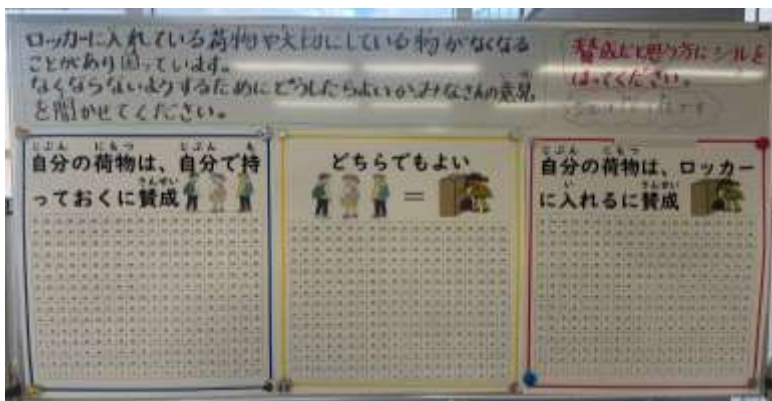 ロッカーに入れている荷物や大切にしている物がなくなる
ことがあり困っています。
なくならないようするためにどうしたらよいかみなさんの意見
を聞かせてください。
賛成だと思う方にシールを
はってください。
自分の荷物は、自分で持
っておくに賛成
どちらでもよい
=
自分の荷物は、ロッカー
に入れるに賛成